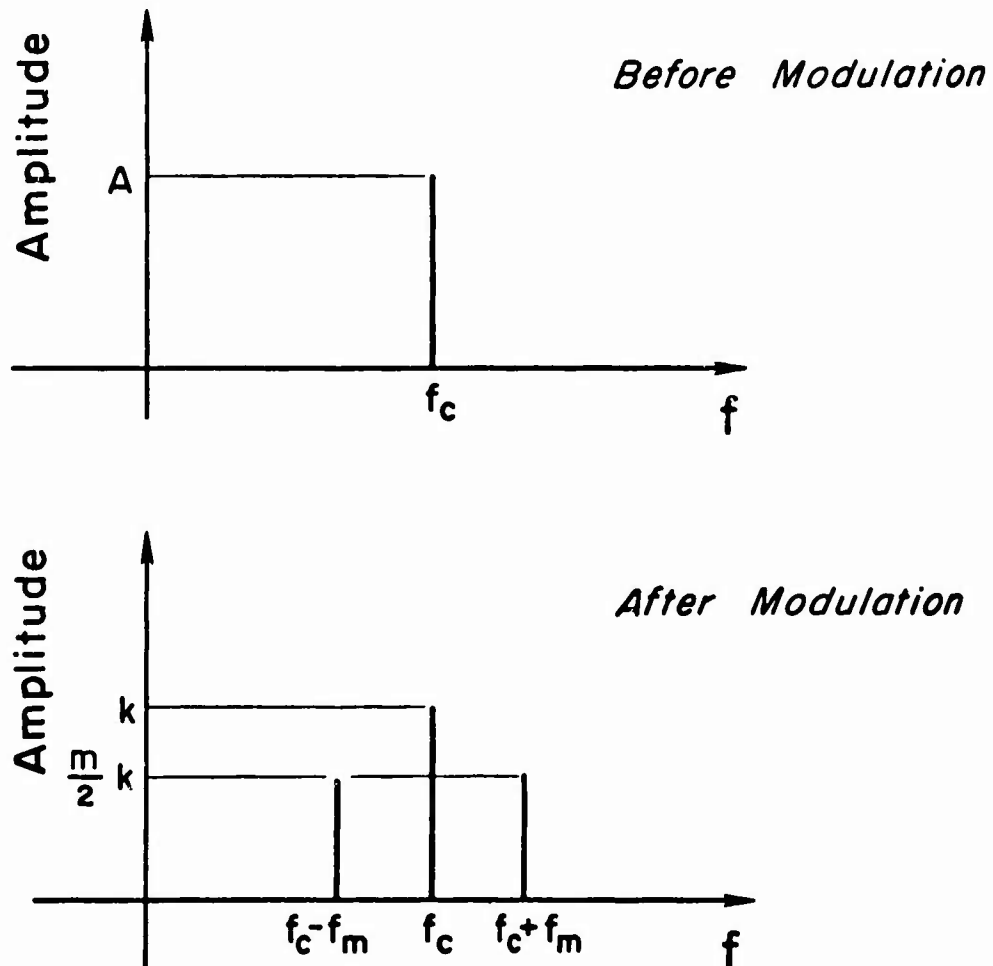 Amplitude
Before Modulation
A
f_c
f
Amplitude
After Modulation
k
m/2 k
f_c-f_m
f_c
f_c+f_m
f